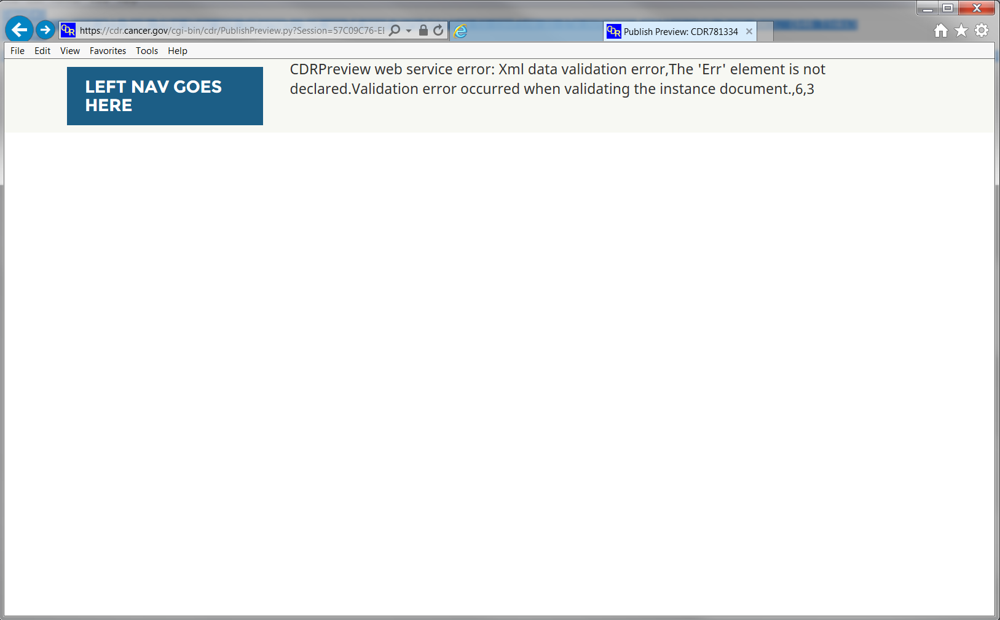 https://cdr.cancer.gov/cgi-bin/cdr/PublishPreview.py?Session=57C09C76-EI
Publish Preview: CDR781334
File Edit View Favorites Tools Help
LEFT NAV GOES
HERE
CDRPreview web service error: Xml data validation error,The 'Err' element is not
declared.Validation error occurred when validating the instance document.,6,3